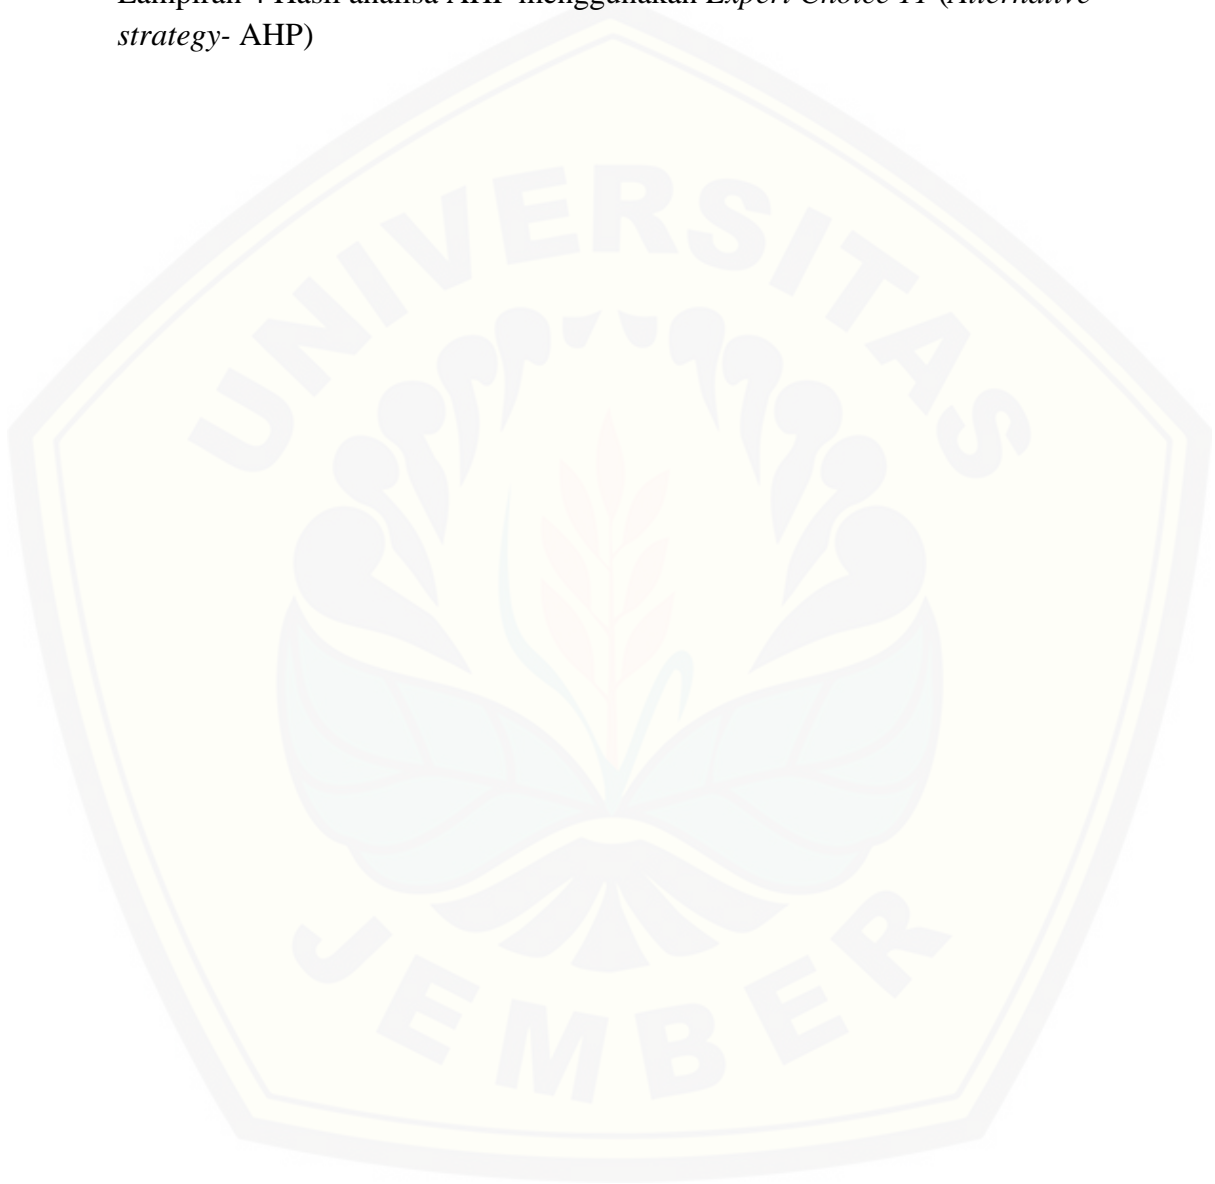 Lampiran 4 Hasil analisa AHP menggunakan Expert Choice 11 (Alternative
strategy- AHP)
UNIVERSITAS
JEMBER